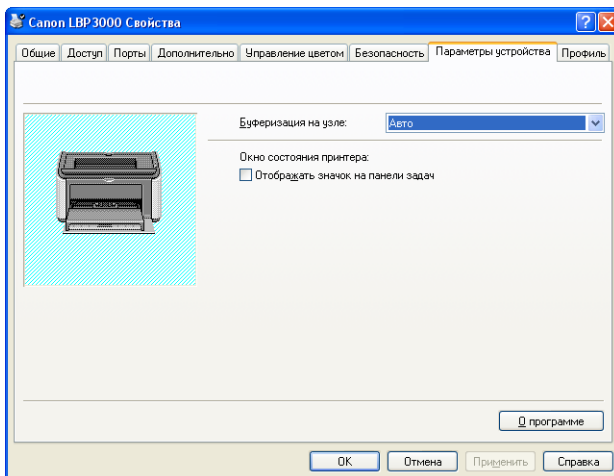 Canon LBP3000 Свойства
Общие Доступ Порты Дополнительно Управление цветом Безопасность Параметры устройства Профиль
Буферизация на узле: Авто
Окно состояния принтера:
Отображать значок на панели задач
О программе
OK Отмена Применить Справка